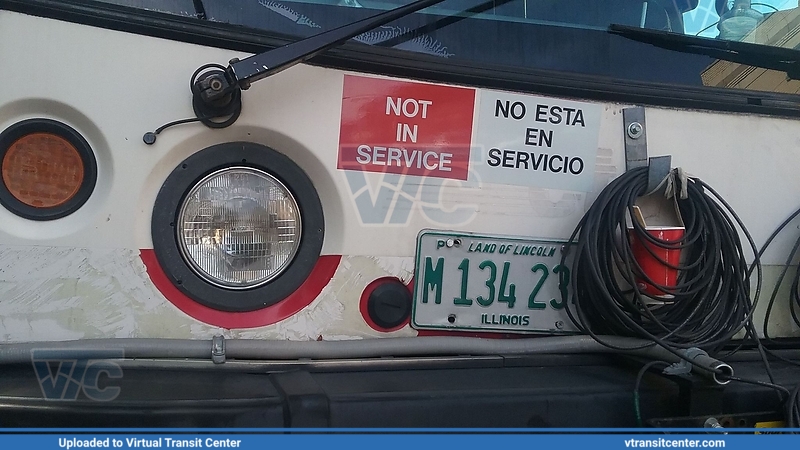 NOT
IN
SERVICE
NO ESTA
EN
SERVICIO
P LAND OF LINCOLN
M 134 23
ILLINOIS
VTC
VTC
Uploaded to Virtual Transit Center
vtransitcenter.com